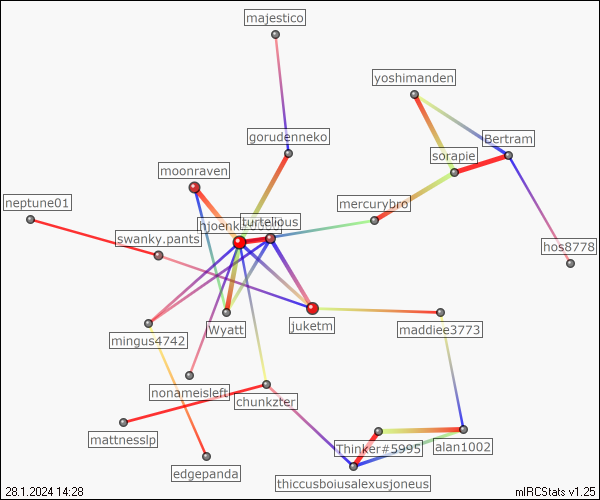 majestico
yoshimanden
gorudenneko
Bertram
sorapie
moonraven
neptune01
mercurybro
turtelious
swanky.pants
hos8778
Wyatt
juketm
maddiee3773
mingus4742
nonameisleft
chunkzter
mattnesslp
Thinker#5995
alan1002
edgepanda
thiccusboiusalexusjoneus
28.1.2024 14:28
mIRCStats v1.25